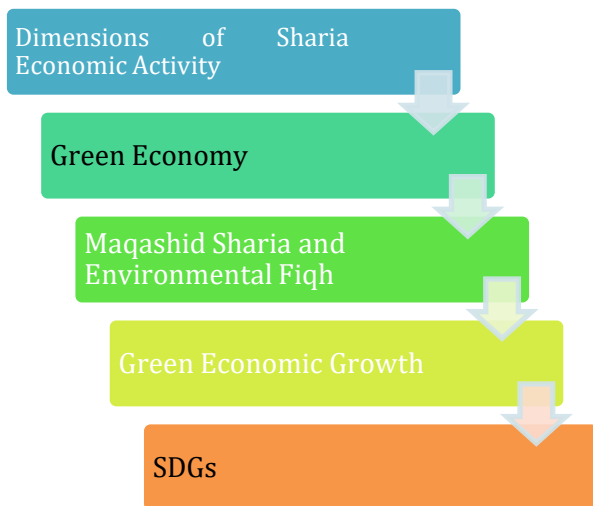 Dimensions of Sharia
Economic Activity
Green Economy
Maqashid Sharia and
Environmental Fiqh
Green Economic Growth
SDGs